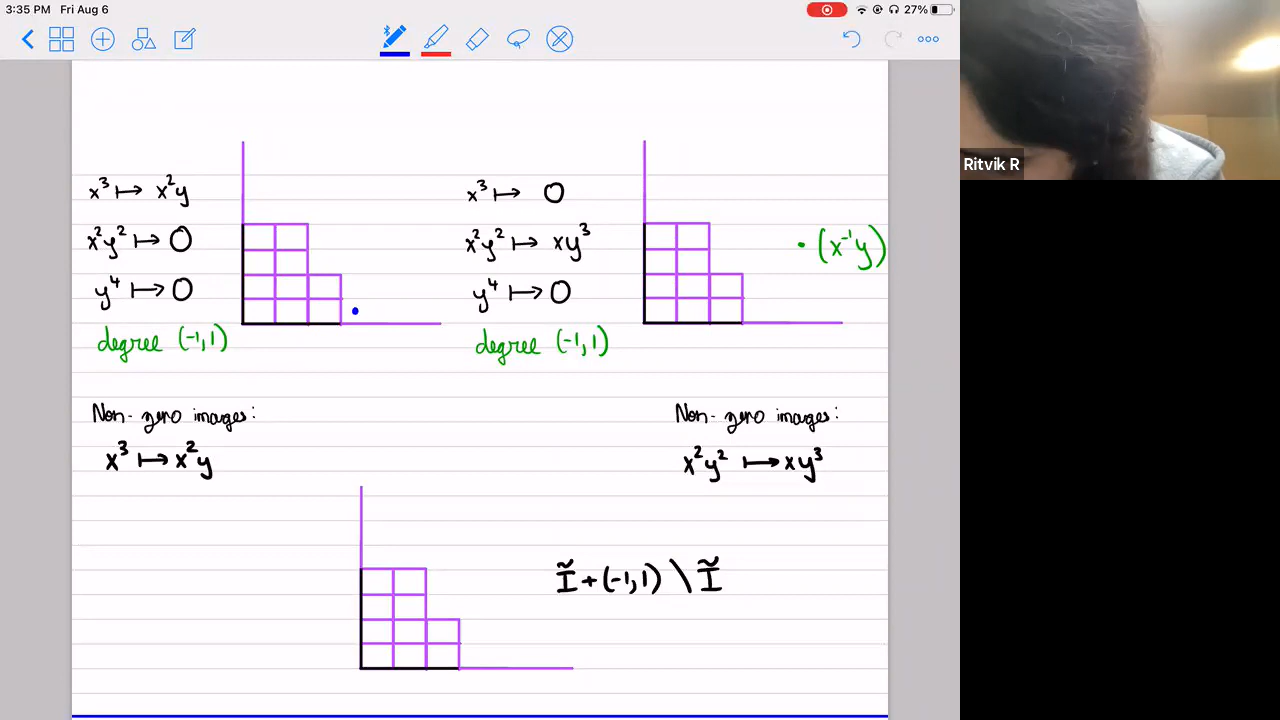 3:35 PM Fri Aug 6
27%
x³ ↦ x²y
x²y² ↦ 0
y⁴ ↦ 0
degree (-1,1)
x³ ↦ 0
x²y² ↦ xy³
y⁴ ↦ 0
degree (-1,1)
· (x⁻¹y)
Ritvik R
Non-zero images:
x³ ↦ x²y
Non-zero images:
x²y² ↦ xy³
Ĩ + (-1,1) \ Ĩ